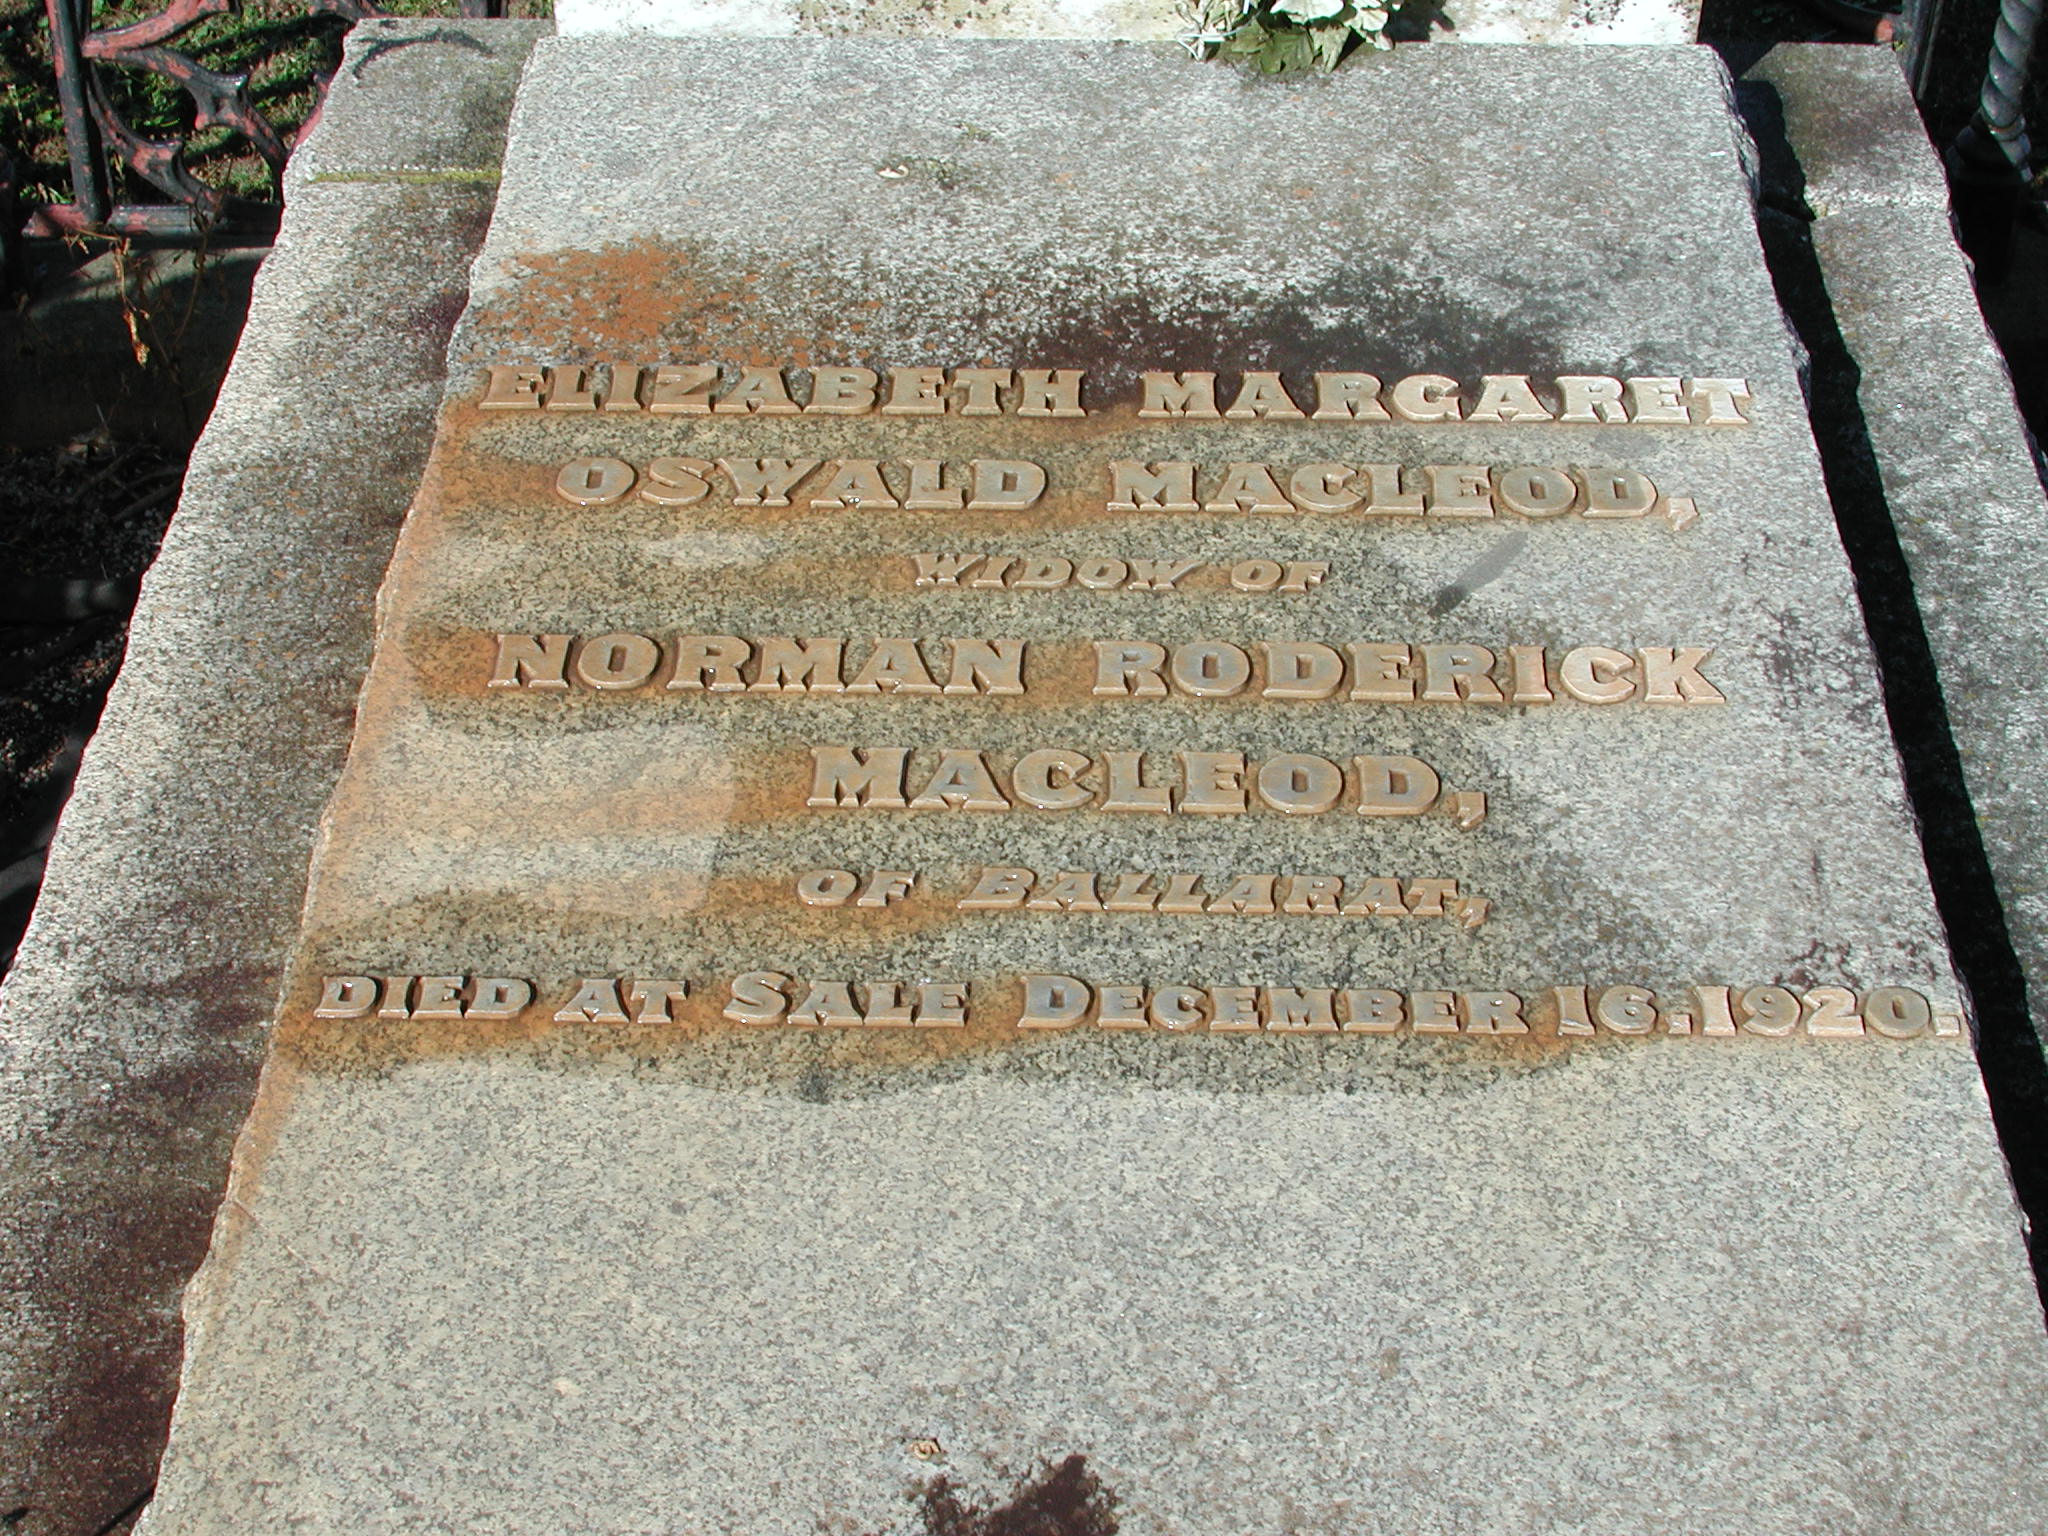 ELIZABETH MARGARET
OSWALD MACLEOD,
WIDOW OF
NORMAN RODERICK
MACLEOD,
OF BALLARAT,
DIED AT SALE DECEMBER 16.1920.